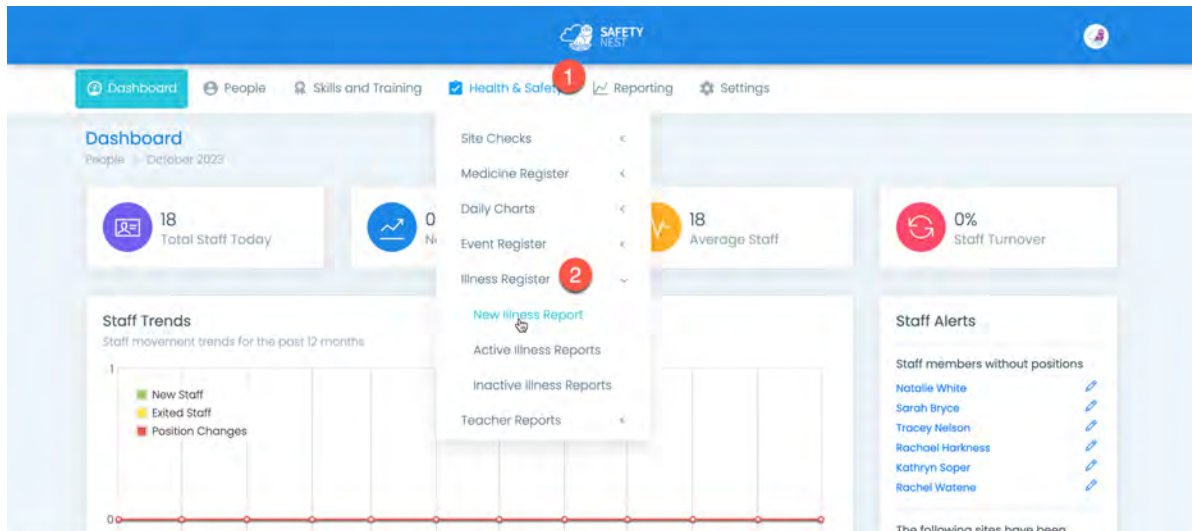 SAFETY
NEST
Dashboard People Skills and Training Health & Safety 1 Reporting Settings
Dashboard
People October 2023
Site Checks
Medicine Register
Daily Charts
Event Register
Illness Register 2
New Illness Report
Active Illness Reports
Inactive Illness Reports
Teacher Reports
18
Total Staff Today
0
18
Average Staff
0%
Staff Turnover
Staff Trends
Staff movement trends for the past 12 months
1
New Staff
Exited Staff
Position Changes
0
Staff Alerts
Staff members without positions
Natalie White
Sarah Bryce
Tracey Nelson
Rachael Harkness
Kathryn Soper
Rachel Watene
The following sites have been